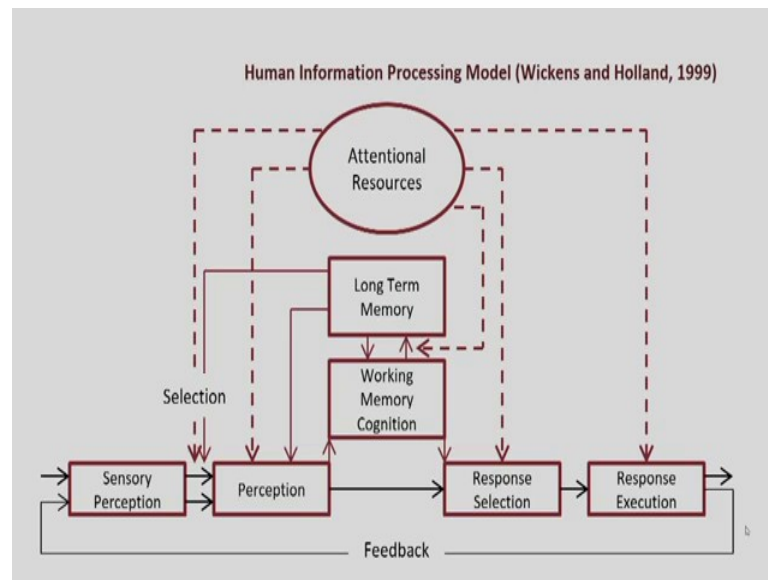 Human Information Processing Model (Wickens and Holland, 1999)
Attentional
Resources
Long Term
Memory
Working
Memory
Cognition
Selection
Sensory
Perception
Perception
Response
Selection
Response
Execution
Feedback